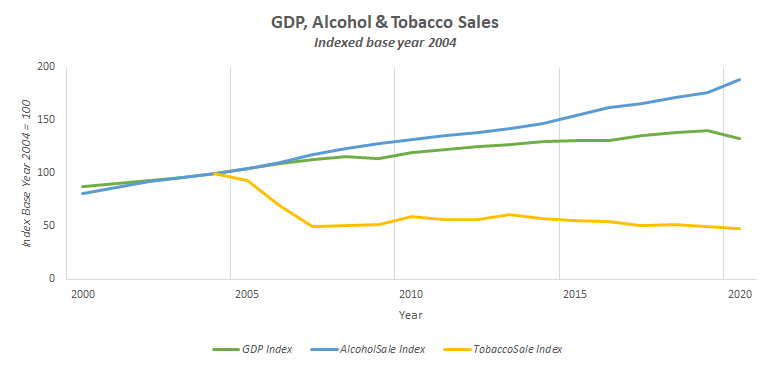 GDP, Alcohol & Tobacco Sales
Indexed base year 2004
Index Base Year 2004 = 100
200
150
100
50
0
2000 2005 2010 2015 2020
Year
GDP Index AlcoholSale Index TobaccoSale Index